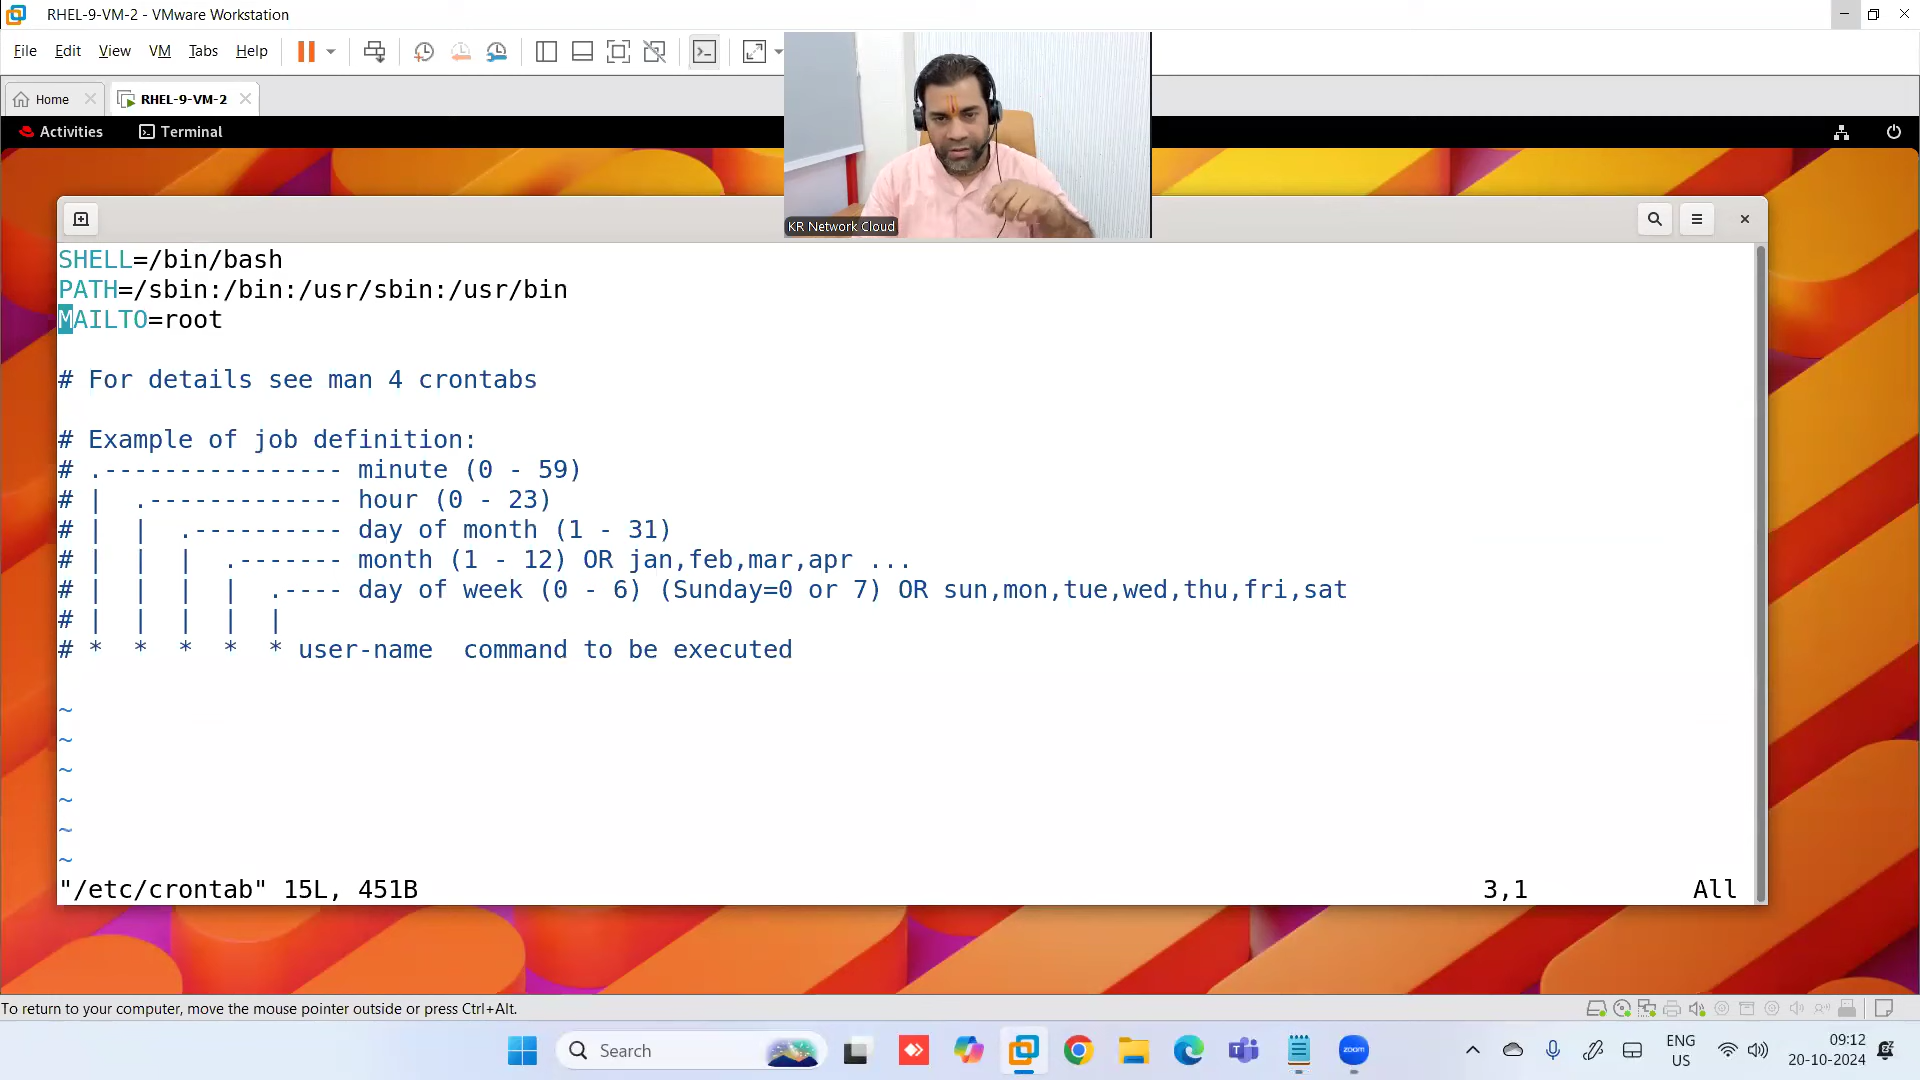 RHEL-9-VM-2 - VMware Workstation
File Edit View VM Tabs Help
Home RHEL-9-VM-2
Activities Terminal
KR Network Cloud
SHELL=/bin/bash
PATH=/sbin:/bin:/usr/sbin:/usr/bin
MAILTO=root
# For details see man 4 crontabs
# Example of job definition:
# .---------------- minute (0 - 59)
# | .------------- hour (0 - 23)
# | | .---------- day of month (1 - 31)
# | | | .------- month (1 - 12) OR jan,feb,mar,apr ...
# | | | | .---- day of week (0 - 6) (Sunday=0 or 7) OR sun,mon,tue,wed,thu,fri,sat
# | | | | |
# * * * * * user-name command to be executed
~
~
~
~
~
~
"/etc/crontab" 15L, 451B 3,1 All
To return to your computer, move the mouse pointer outside or press Ctrl+Alt.
Search
zoom
ENG
US
09:12
20-10-2024